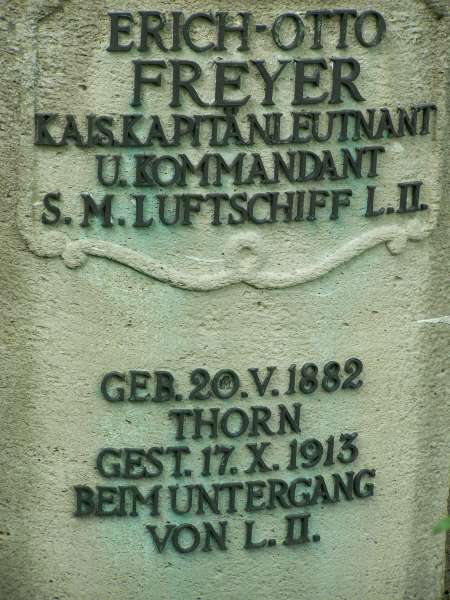 ERICH-OTTO
FREYER
KAIS. KAPITÄNLEUTNANT
U. KOMMANDANT
S. M. LUFTSCHIFF L. II.
GEB. 20. V. 1882
THORN
GEST. 17. X. 1913
BEIM UNTERGANG
VON L. II.